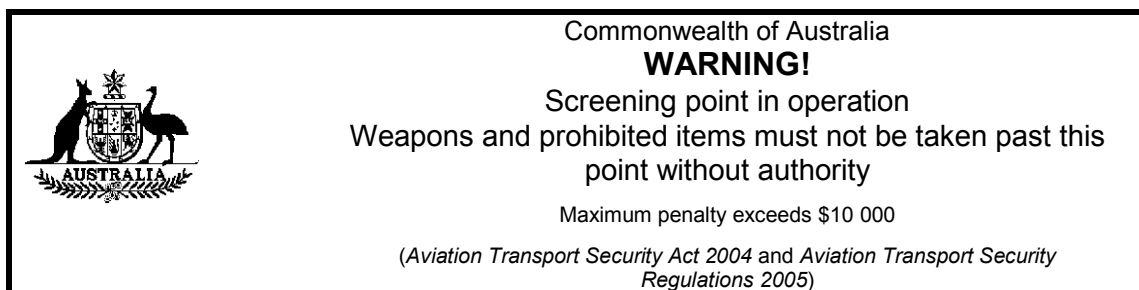 Commonwealth of Australia
WARNING!
Screening point in operation
Weapons and prohibited items must not be taken past this
point without authority
AUSTRALIA
Maximum penalty exceeds $10 000
(Aviation Transport Security Act 2004 and Aviation Transport Security
Regulations 2005)